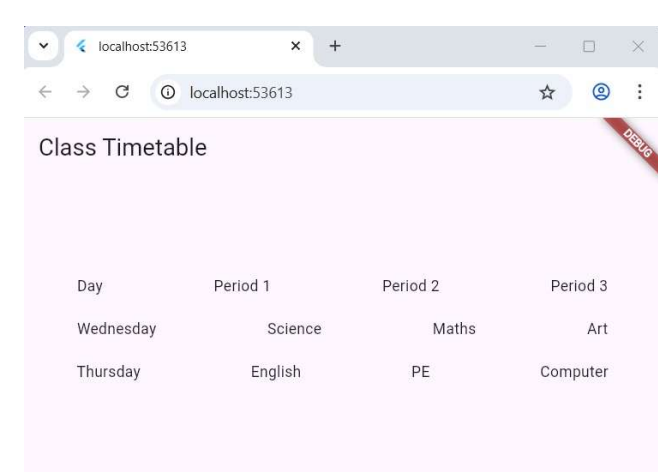 localhost:53613
localhost:53613
Class Timetable
DEBUG
Day Period 1 Period 2 Period 3
Wednesday Science Maths Art
Thursday English PE Computer